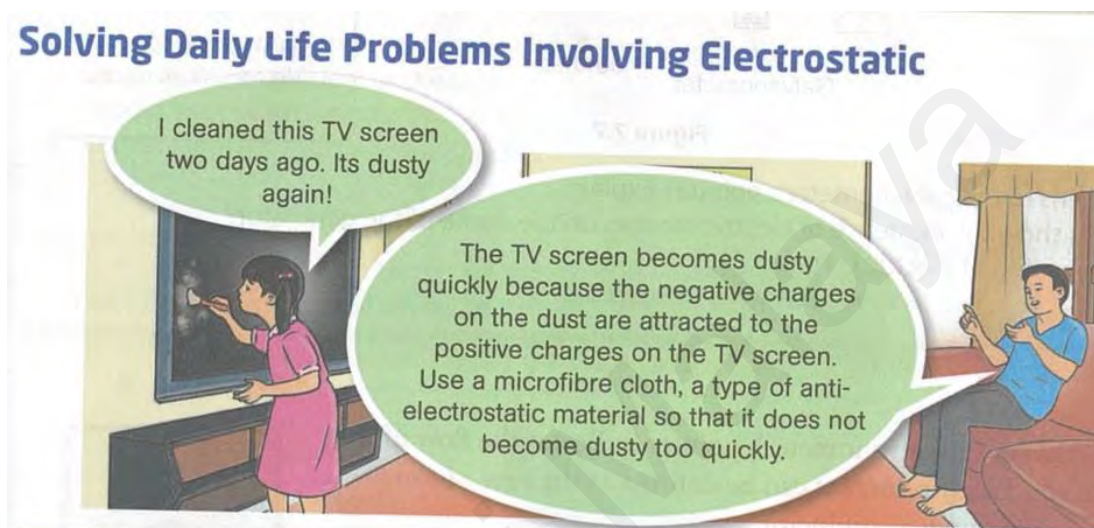 Solving Daily Life Problems Involving Electrostatic
I cleaned this TV screen
two days ago. Its dusty
again!
The TV screen becomes dusty
quickly because the negative charges
on the dust are attracted to the
positive charges on the TV screen.
Use a microfibre cloth, a type of anti-
electrostatic material so that it does not
become dusty too quickly.